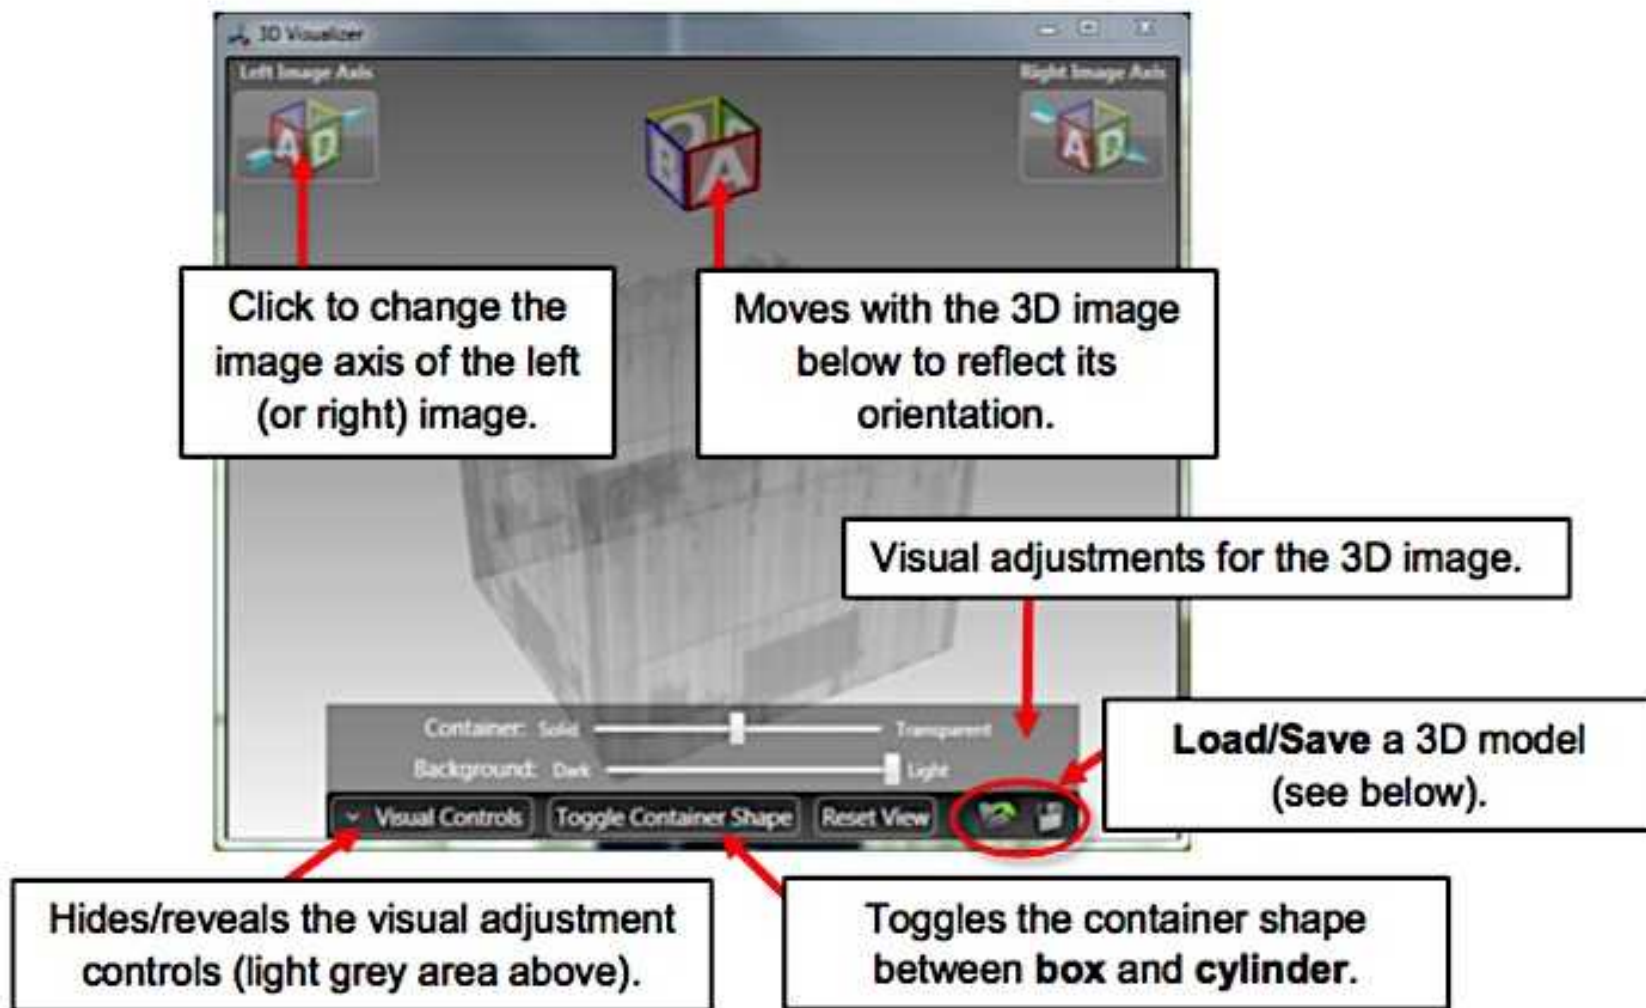 3D Visualizer
Left Image Axis
Right Image Axis
A B
A
A B
Click to change the
image axis of the left
(or right) image.
Moves with the 3D image
below to reflect its
orientation.
Visual adjustments for the 3D image.
Container: Solid Transparent
Background: Dark Light
Load/Save a 3D model
(see below).
Visual Controls Toggle Container Shape Reset View
Hides/reveals the visual adjustment
controls (light grey area above).
Toggles the container shape
between box and cylinder.